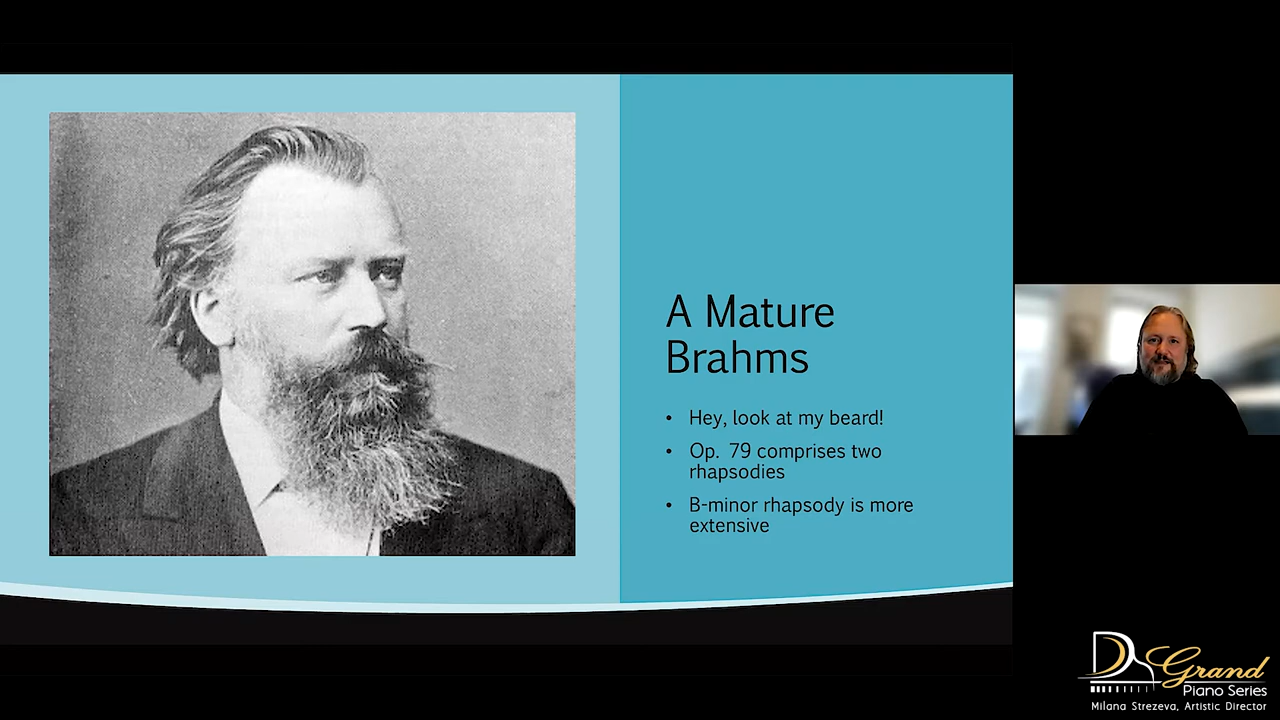 A Mature
Brahms
• Hey, look at my beard!
• Op. 79 comprises two
rhapsodies
• B-minor rhapsody is more
extensive
Grand
Piano Series
Milana Strezeva, Artistic Director